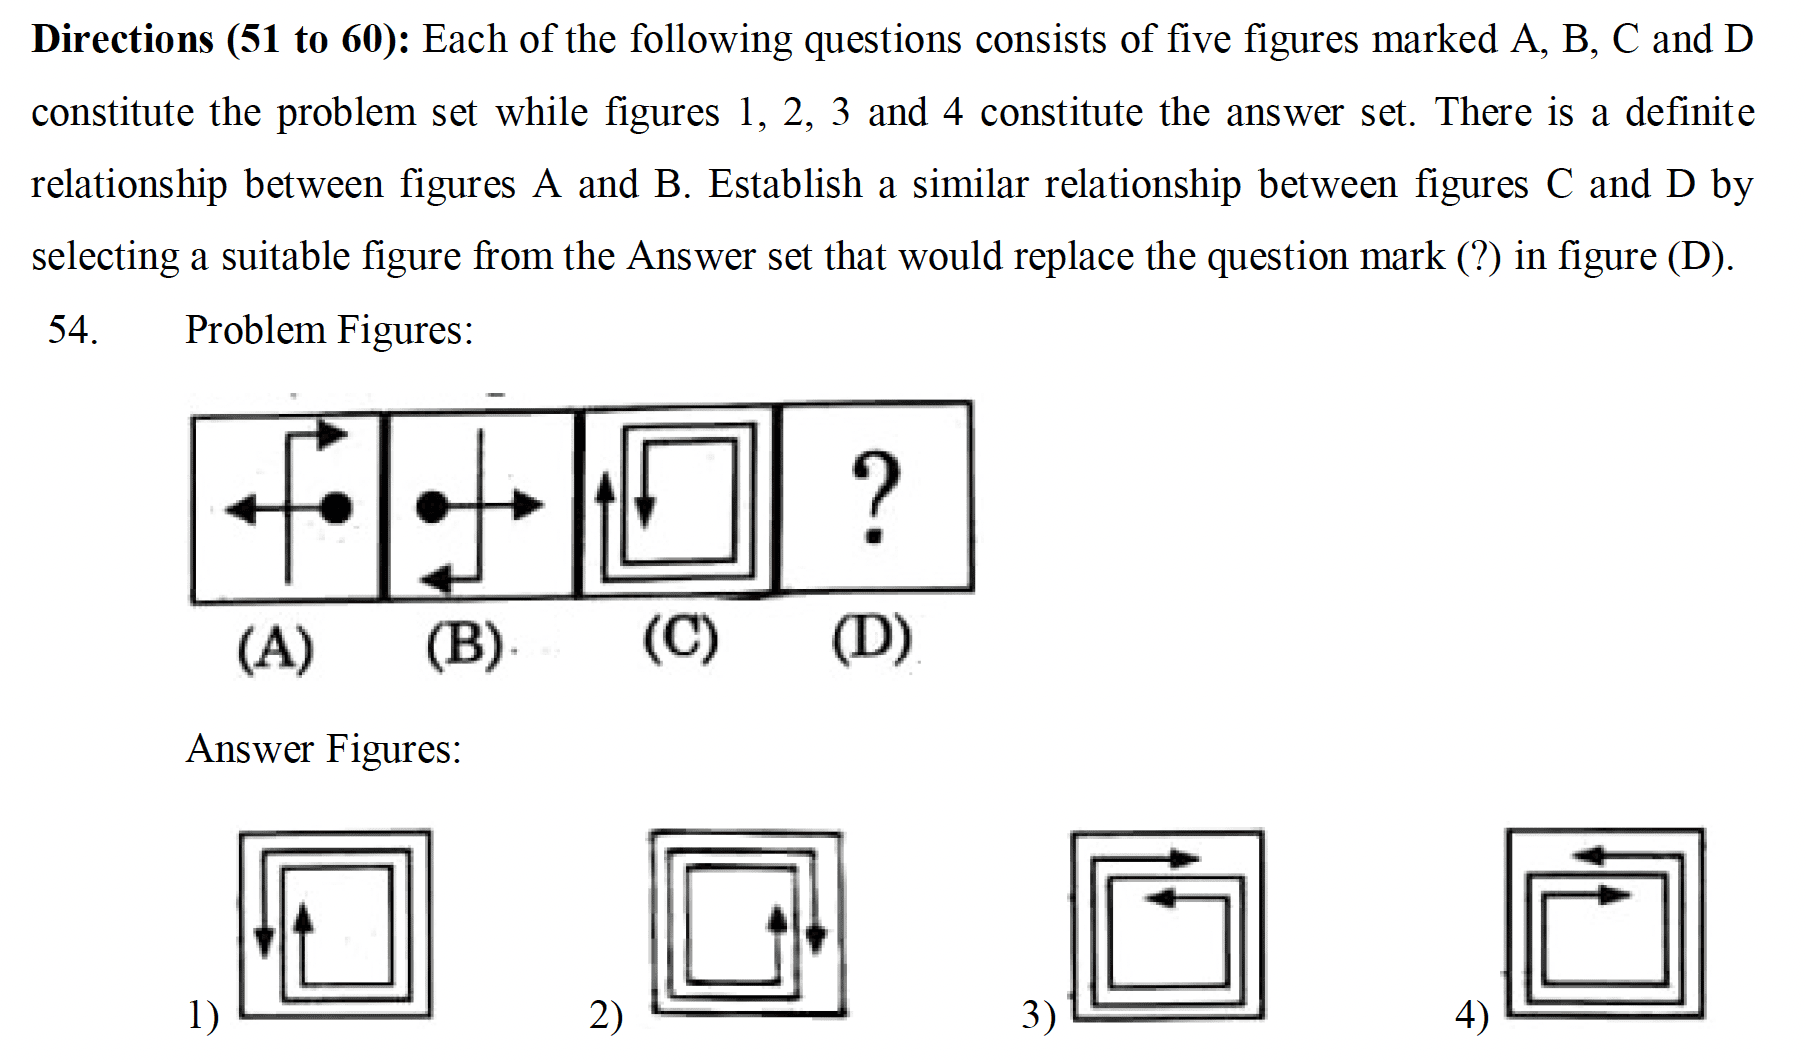 Directions (51 to 60): Each of the following questions consists of five figures marked A, B, C and D
constitute the problem set while figures 1, 2, 3 and 4 constitute the answer set. There is a definite
relationship between figures A and B. Establish a similar relationship between figures C and D by
selecting a suitable figure from the Answer set that would replace the question mark (?) in figure (D).
54. Problem Figures:
?
(A) (B) (C) (D)
Answer Figures:
1) 2) 3) 4)